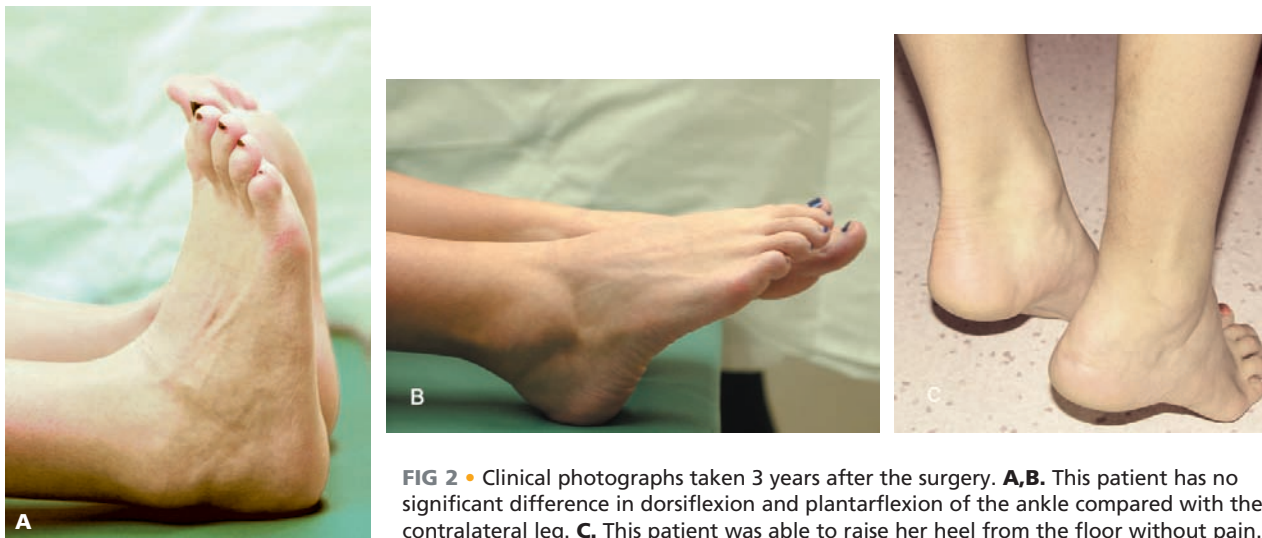 A
B
C
FIG 2 • Clinical photographs taken 3 years after the surgery. A,B. This patient has no
significant difference in dorsiflexion and plantarflexion of the ankle compared with the
contralateral leg. C. This patient was able to raise her heel from the floor without pain.